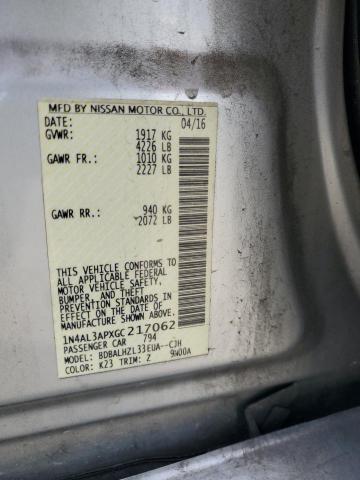 MFD BY NISSAN MOTOR CO., LTD.
DATE: 04/16
GVWR: 1917 KG
4226 LB
GAWR FR.: 1010 KG
2227 LB
GAWR RR.: 940 KG
2072 LB
THIS VEHICLE CONFORMS TO
ALL APPLICABLE FEDERAL
MOTOR VEHICLE SAFETY,
BUMPER, AND THEFT
PREVENTION STANDARDS IN
EFFECT ON THE DATE OF
MANUFACTURE SHOWN ABOVE.
1N4AL3APXGC217062
PASSENGER CAR 794
MODEL: BDBALHZL33EUA--CJH
COLOR: K23 TRIM: Z 9W00A